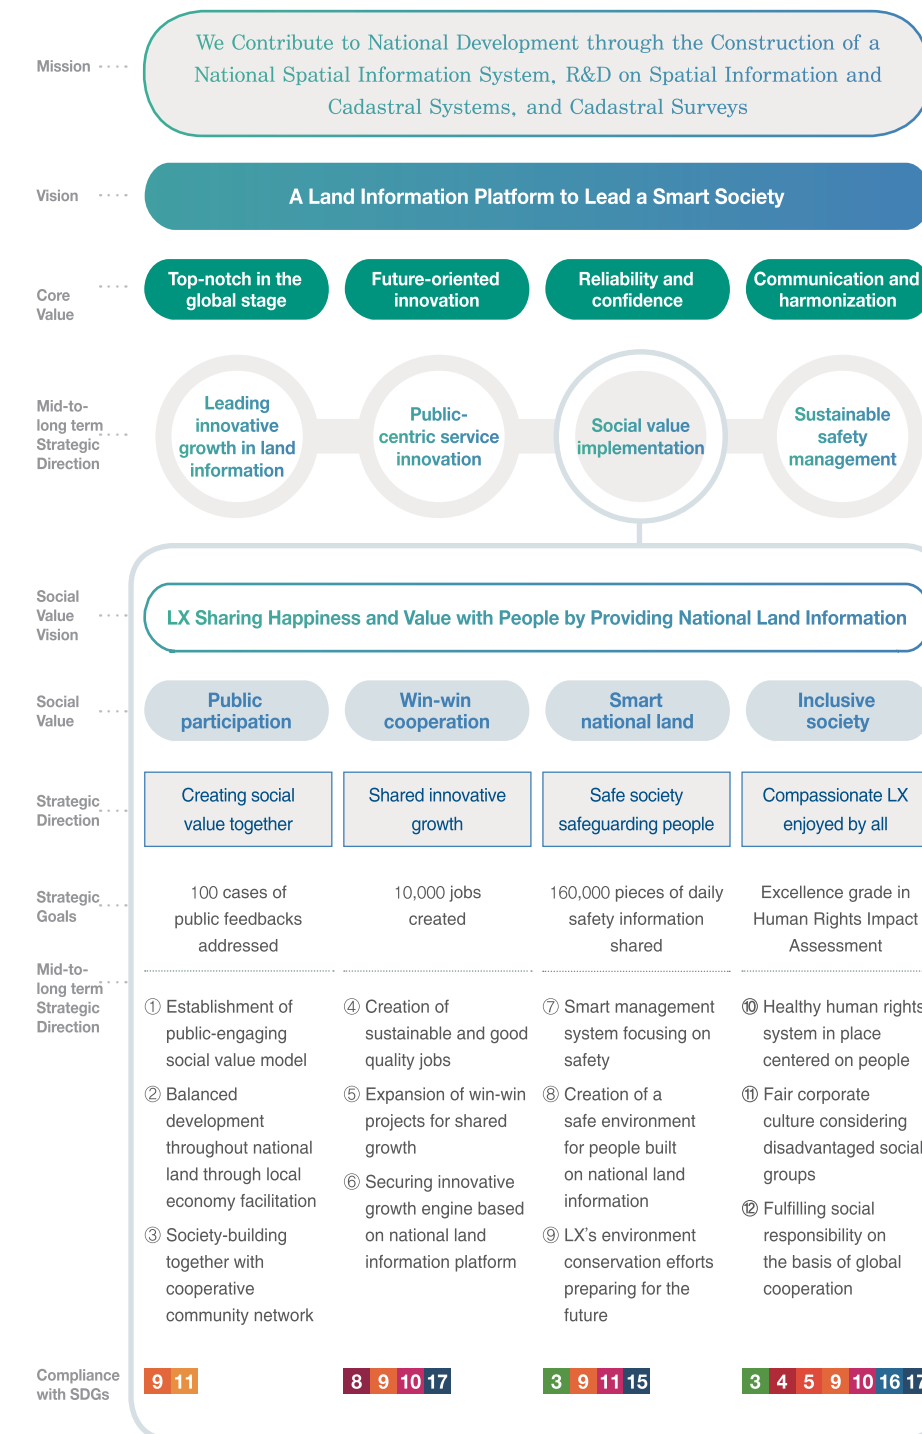 Mission
We Contribute to National Development through the Construction of a
National Spatial Information System, R&D on Spatial Information and
Cadastral Systems, and Cadastral Surveys
Vision
A Land Information Platform to Lead a Smart Society
Core
Value
Top-notch in the
global stage
Future-oriented
innovation
Reliability and
confidence
Communication and
harmonization
Mid-to-
long term
Strategic
Direction
Leading
innovative
growth in land
information
Public-
centric service
innovation
Social value
implementation
Sustainable
safety
management
Social
Value
Vision
LX Sharing Happiness and Value with People by Providing National Land Information
Social
Value
Public
participation
Win-win
cooperation
Smart
national land
Inclusive
society
Strategic
Direction
Creating social
value together
Shared innovative
growth
Safe society
safeguarding people
Compassionate LX
enjoyed by all
Strategic
Goals
100 cases of
public feedbacks
addressed
10,000 jobs
created
160,000 pieces of daily
safety information
shared
Excellence grade in
Human Rights Impact
Assessment
Mid-to-
long term
Strategic
Direction
① Establishment of
public-engaging
social value model
② Balanced
development
throughout national
land through local
economy facilitation
③ Society-building
together with
cooperative
community network
④ Creation of
sustainable and good
quality jobs
⑤ Expansion of win-win
projects for shared
growth
⑥ Securing innovative
growth engine based
on national land
information platform
⑦ Smart management
system focusing on
safety
⑧ Creation of a
safe environment
for people built
on national land
information
⑨ LX's environment
conservation efforts
preparing for the
future
⑩ Healthy human rights
system in place
centered on people
⑪ Fair corporate
culture considering
disadvantaged social
groups
⑫ Fulfilling social
responsibility on
the basis of global
cooperation
Compliance
with SDGs
9 11
8 9 10 17
3 9 11 15
3 4 5 9 10 16 17